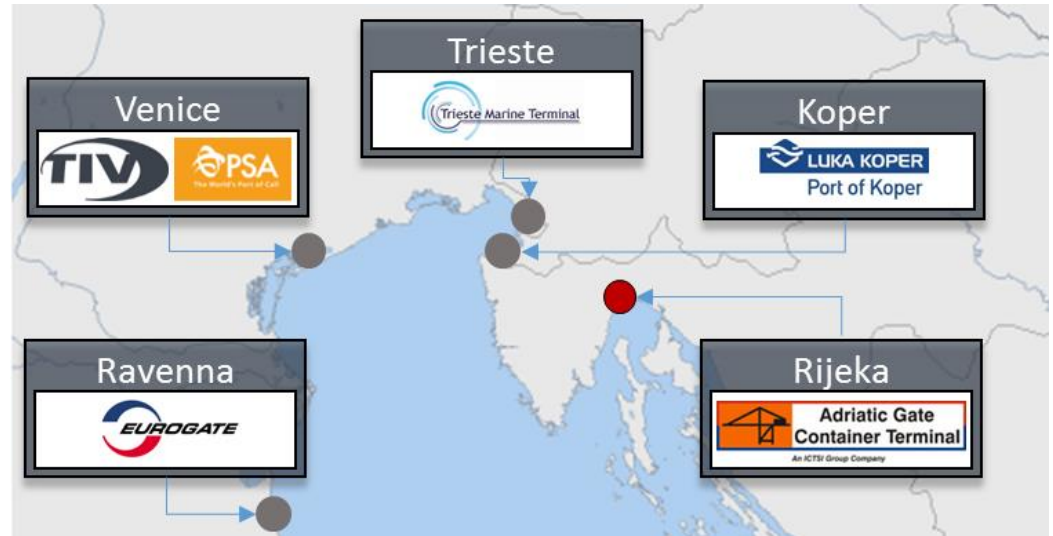 Trieste
Trieste Marine Terminal
Venice
TIV
PSA
The World's Port of Call
Koper
LUKA KOPER
Port of Koper
Ravenna
EUROGATE
Rijeka
Adriatic Gate
Container Terminal
An ICTSI Group Company